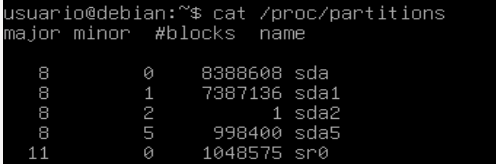 usuario@debian:~$ cat /proc/partitions
major minor  #blocks  name

   8        0    8388608 sda
   8        1    7387136 sda1
   8        2          1 sda2
   8        5     998400 sda5
  11        0    1048575 sr0